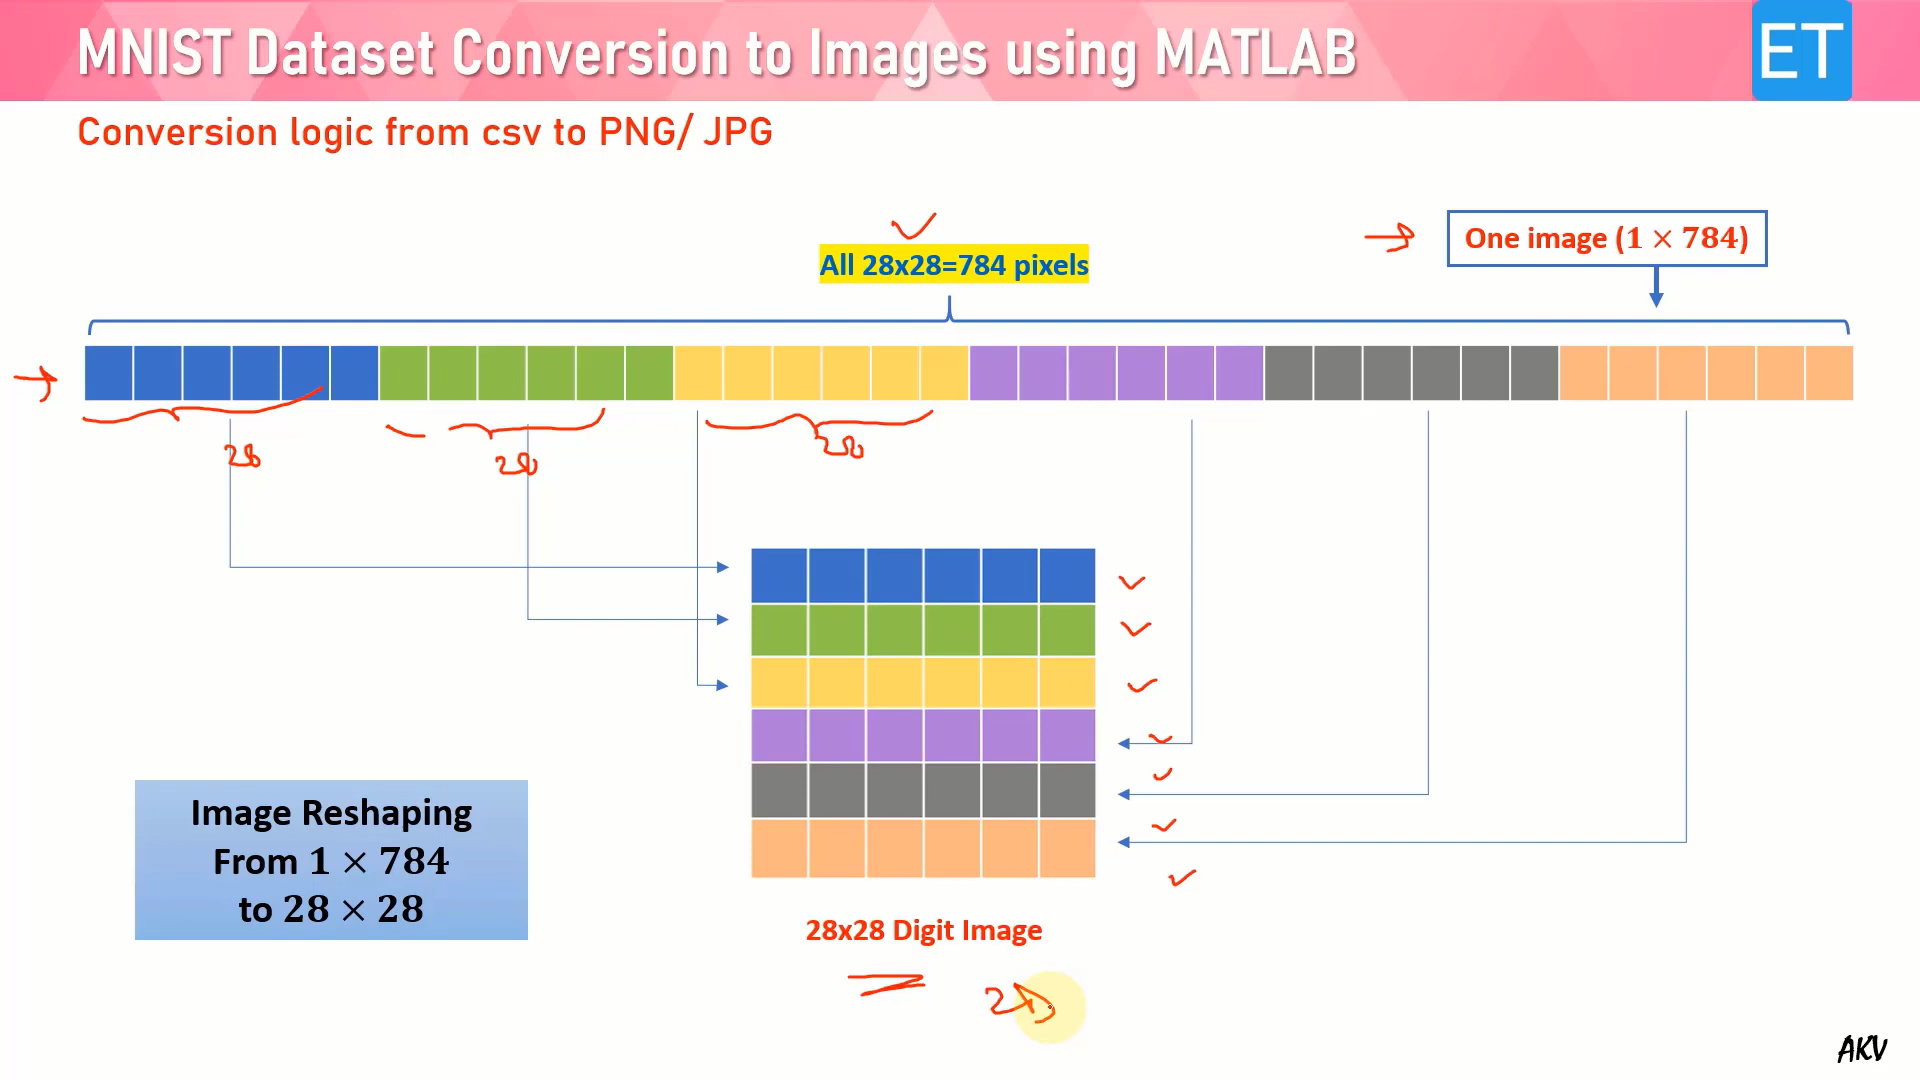 MNIST Dataset Conversion to Images using MATLAB
ET
Conversion logic from csv to PNG/ JPG
All 28x28=784 pixels
One image (1 × 784)
28
28
28
Image Reshaping
From 1 × 784
to 28 × 28
28x28 Digit Image
2D
AKV